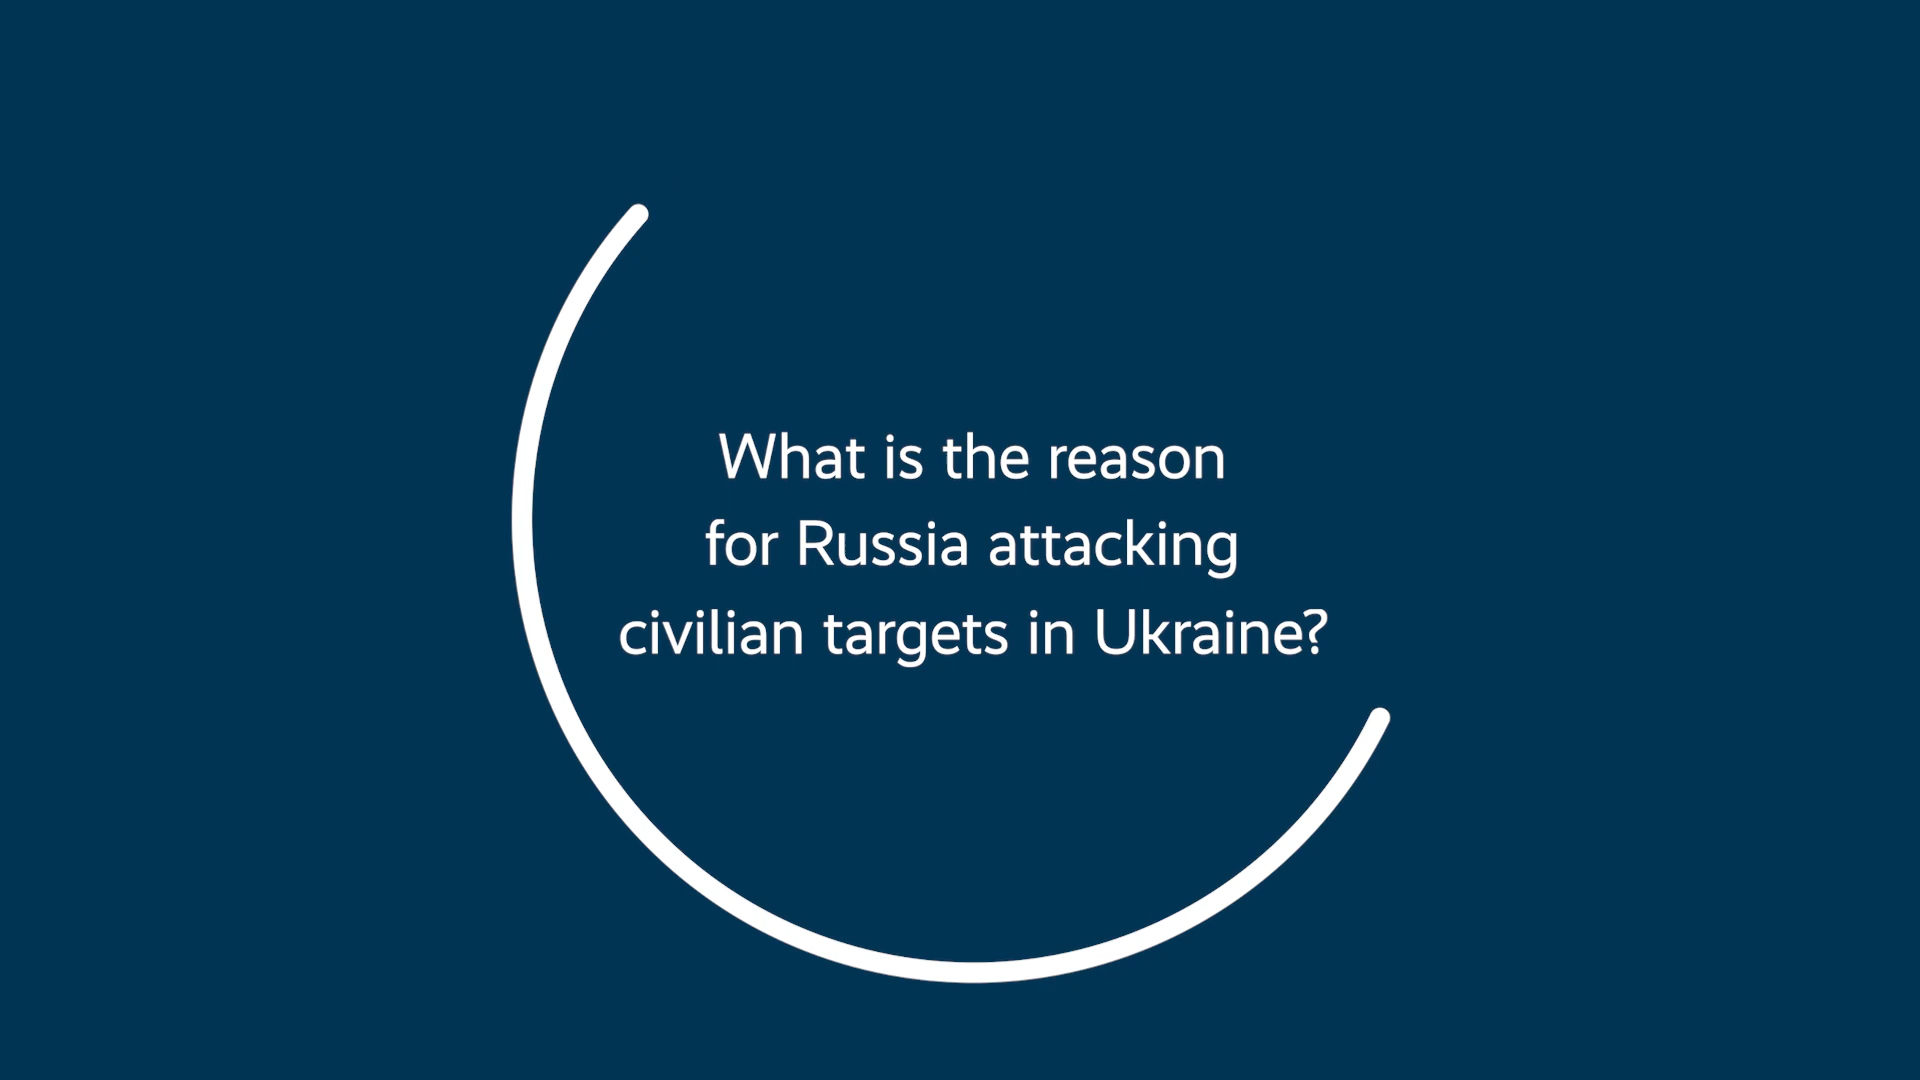 What is the reason
for Russia attacking
civilian targets in Ukraine?